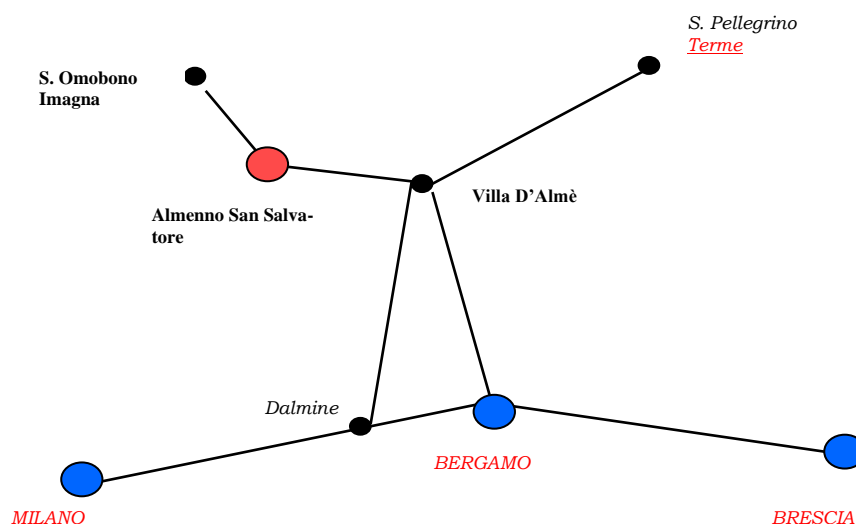 S. Pellegrino
Terme
S. Omobono
Imagna
Villa D'Almè
Almenno San Salva-
tore
Dalmine
BERGAMO
MILANO
BRESCIA